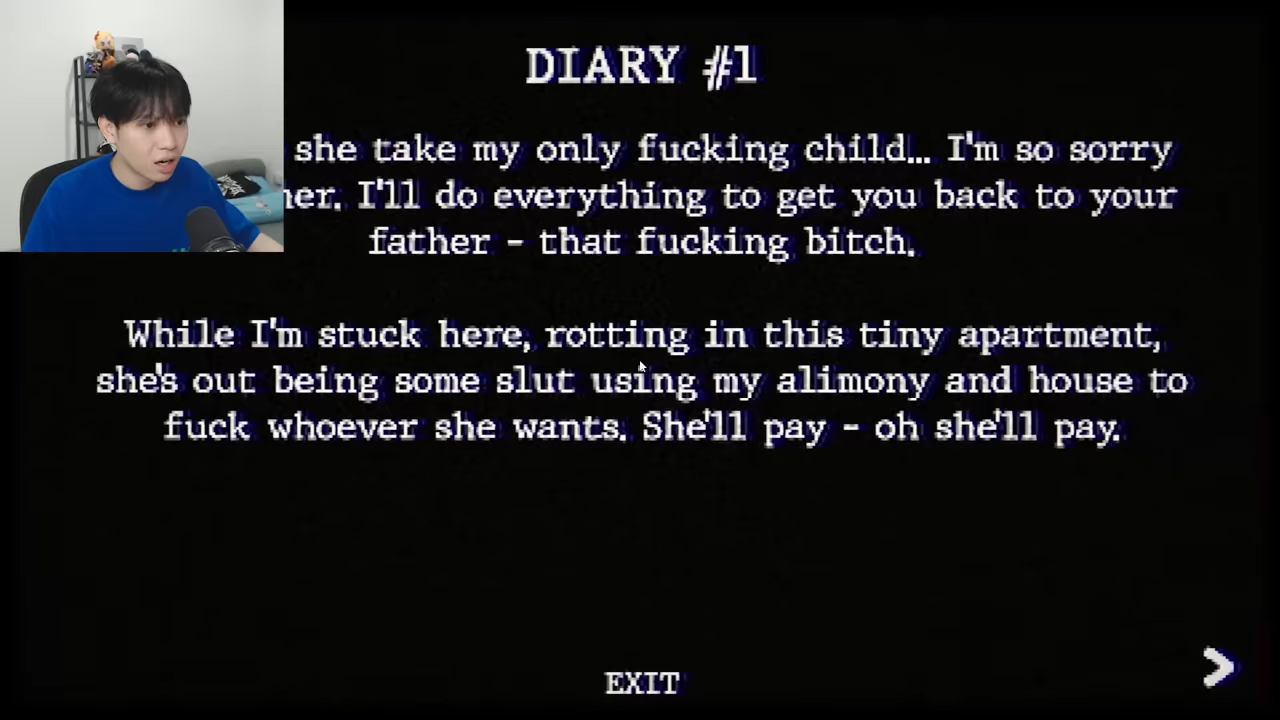 DIARY #1
she take my only fucking child... I'm so sorry
her. I'll do everything to get you back to your
father - that fucking bitch.
While I'm stuck here, rotting in this tiny apartment,
she's out being some slut using my alimony and house to
fuck whoever she wants. She'll pay - oh she'll pay.
EXIT
>